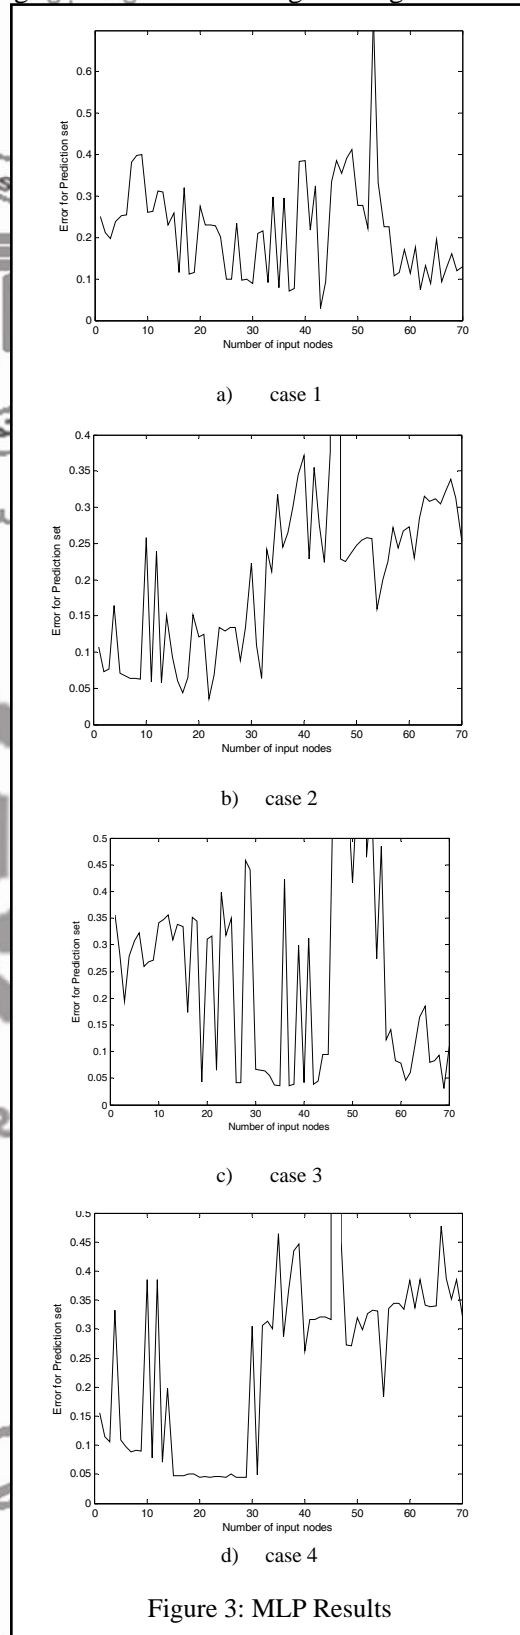 0.6
0.5
0.4
0.3
0.2
0.1
0
Error for Prediction set
0 10 20 30 40 50 60 70
Number of input nodes
a) case 1
0.4
0.35
0.3
0.25
0.2
0.15
0.1
0.05
0
Error for Prediction set
0 10 20 30 40 50 60 70
Number of input nodes
b) case 2
0.5
0.45
0.4
0.35
0.3
0.25
0.2
0.15
0.1
0.05
0
Error for Prediction set
0 10 20 30 40 50 60 70
Number of input nodes
c) case 3
0.5
0.45
0.4
0.35
0.3
0.25
0.2
0.15
0.1
0.05
0
Error for Prediction set
0 10 20 30 40 50 60 70
Number of input nodes
d) case 4
Figure 3: MLP Results